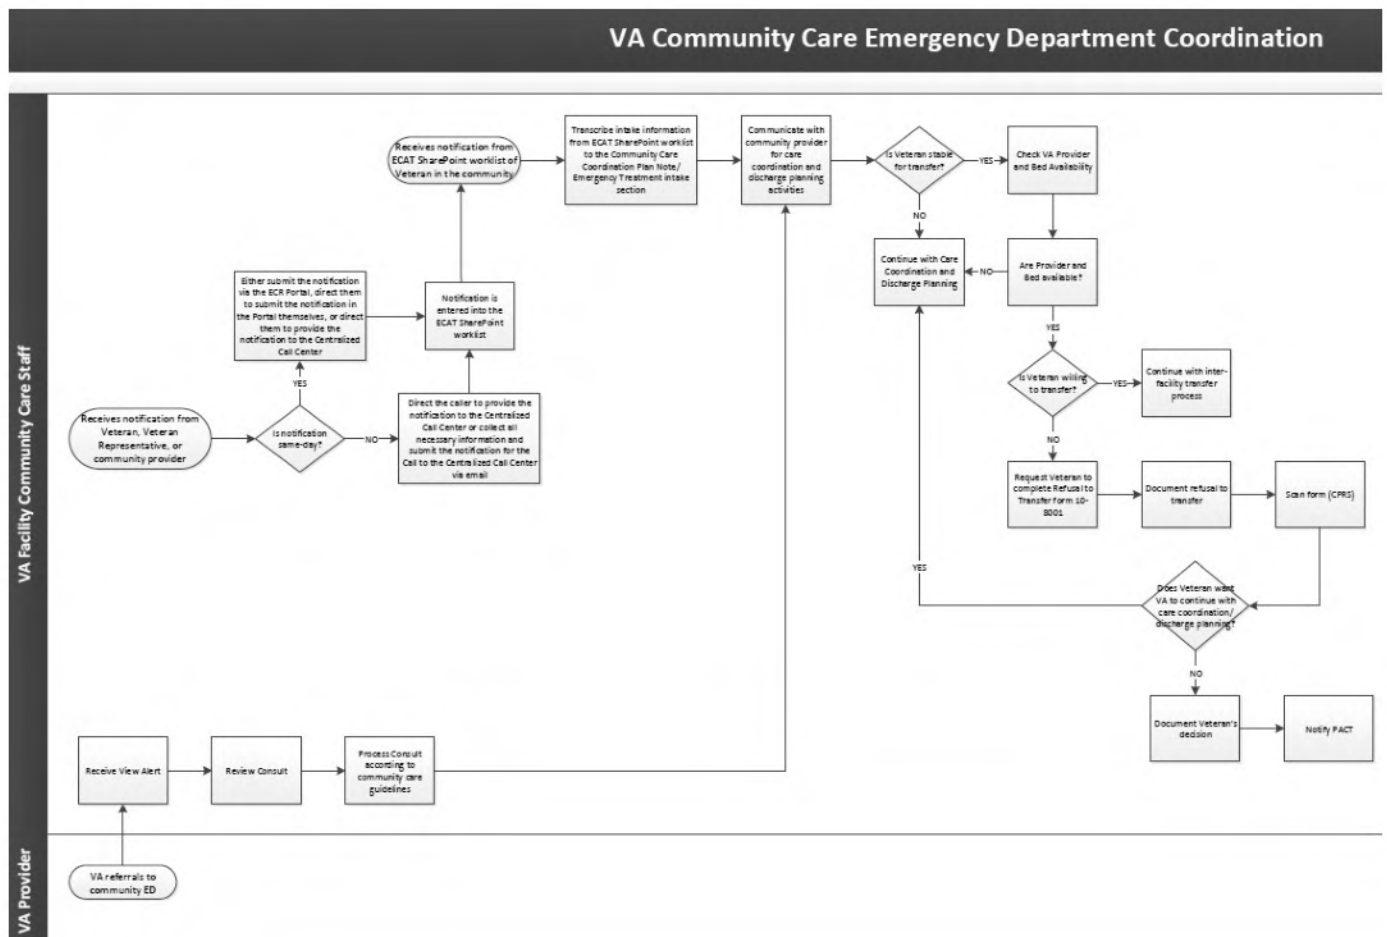 VA Community Care Emergency Department Coordination
VA Facility Community Care Staff
Receives notification from
Veteran, Veteran
Representative, or
community provider
Is notification
same-day?
YES
NO
Either submit the notification
via the ECR Portal, direct them
to submit the notification in
the Portal themselves, or direct
them to provide the
notification to the Centralized
Call Center
Direct the caller to provide the
notification to the Centralized
Call Center or collect all
necessary information and
submit the notification for the
Call to the Centralized Call Center
via email
Notification is
entered into the
ECAT SharePoint
worklist
Receives notification from
ECAT SharePoint worklist of
Veteran in the community
Transcribe intake information
from ECAT SharePoint worklist
to the Community Care
Coordination Plan Note/
Emergency Treatment intake
section
Communicate with
community provider
for care
coordination and
discharge planning
activities
Is Veteran stable
for transfer?
YES
NO
Check VA Provider
and Bed Availability
Continue with Care
Coordination and
Discharge Planning
NO
Are Provider and
Bed available?
YES
Is Veteran willing
to transfer?
YES
Continue with inter-
facility transfer
process
NO
Request Veteran to
complete Refusal to
Transfer form 10-
8001
Document refusal to
transfer
Scan form (CPRS)
Does Veteran want
VA to continue with
care coordination/
discharge planning?
YES
NO
Document Veteran's
decision
Notify PACT
Receive View Alert
Review Consult
Process Consult
according to
community care
guidelines
VA Provider
VA referrals to
community ED